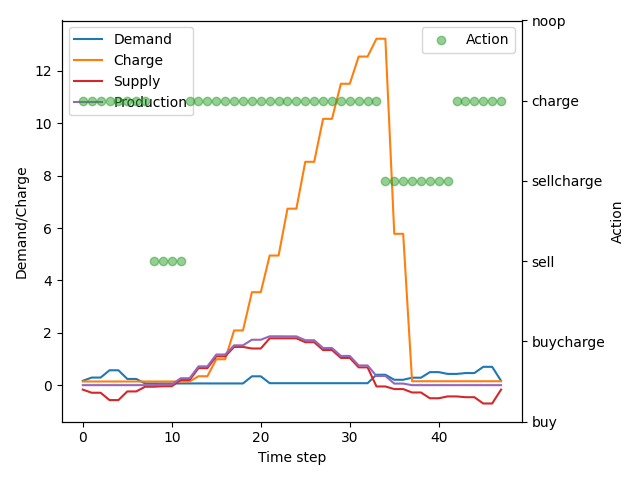 Demand
Charge
Supply
Production
Action
noop
charge
sellcharge
sell
buycharge
buy
12
10
8
6
4
2
0
Demand/Charge
Action
0
10
20
30
40
Time step